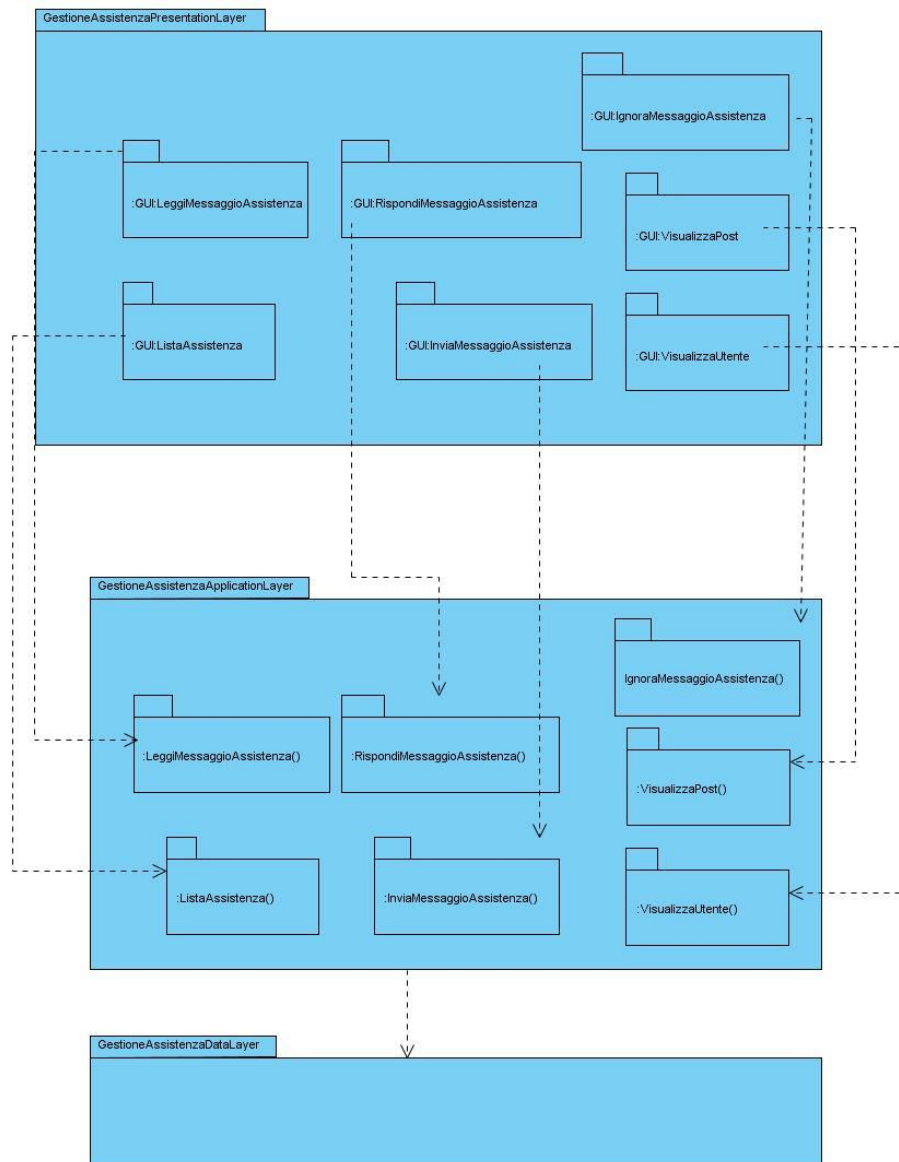 GestioneAssistenzaPresentationLayer
:GUI:IgnoraMessaggioAssistenza
:GUI:LeggiMessaggioAssistenza
:GUI:RispondiMessaggioAssistenza
:GUI:VisualizzaPost
:GUI:ListaAssistenza
:GUI:InviaMessaggioAssistenza
:GUI:VisualizzaUtente
GestioneAssistenzaApplicationLayer
IgnoraMessaggioAssistenza()
:LeggiMessaggioAssistenza()
:RispondiMessaggioAssistenza()
:VisualizzaPost()
:ListaAssistenza()
:InviaMessaggioAssistenza()
:VisualizzaUtente()
GestioneAssistenzaDataLayer